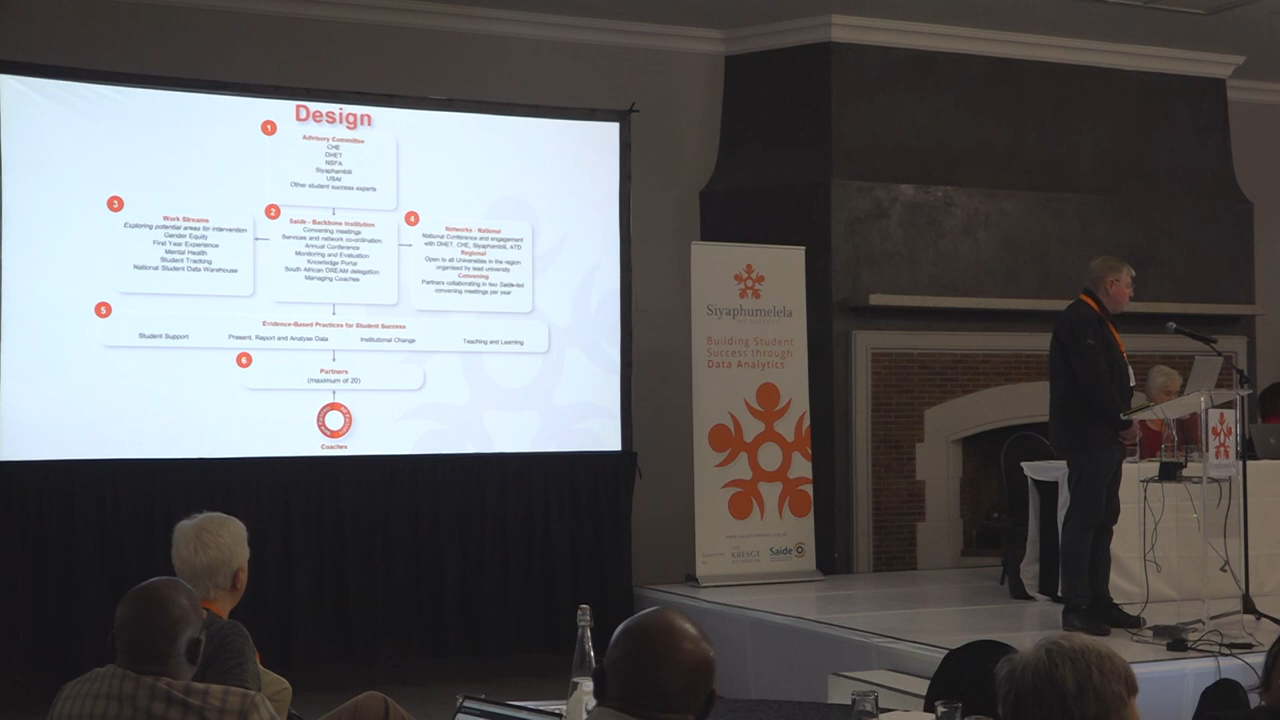 Design
1
Advisory Committee
CHE
DHET
NSFA
Siyaphambili
USAf
Other student success experts
3
Work Streams
Exploring potential areas for intervention
Gender Equity
First Year Experience
Mental Health
Student Tracking
National Student Data Warehouse
2
Saide - Backbone Institution
Convening meetings
Services and network co-ordination
Annual Conference
Monitoring and Evaluation
Knowledge Portal
South African DREAM delegation
Managing Coaches
4
Networks - National
National Conference and engagement
with DHET, CHE, Siyaphambili, ATD
Regional
Open to all Universities in the region
organised by lead university
Convening
Partners collaborating in two Saide-led
convening meetings per year
5
Evidence-Based Practices for Student Success
Student Support
Present, Report and Analyse Data
Institutional Change
Teaching and Learning
6
Partners
(maximum of 20)
Coaches
Siyaphumelela
Building Student
Success through
Data Analytics
KRESGE
Saide